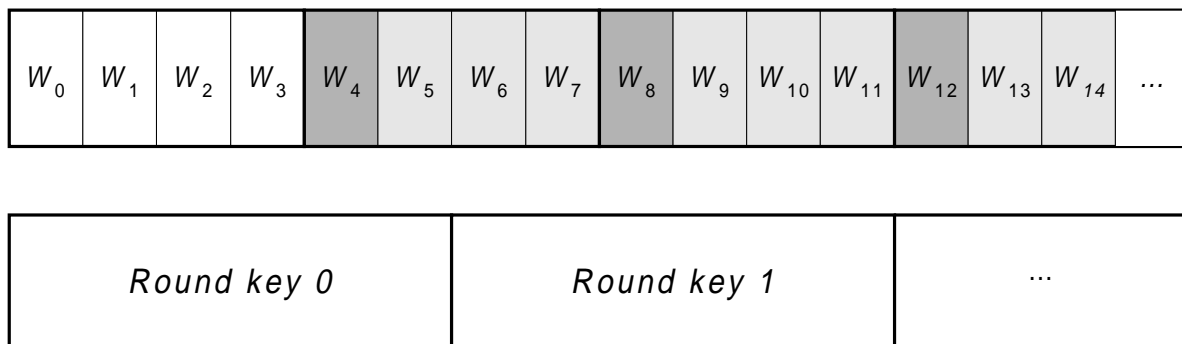 W₀ W₁ W₂ W₃ W₄ W₅ W₆ W₇ W₈ W₉ W₁₀ W₁₁ W₁₂ W₁₃ W₁₄ ...
Round key 0 Round key 1 ...